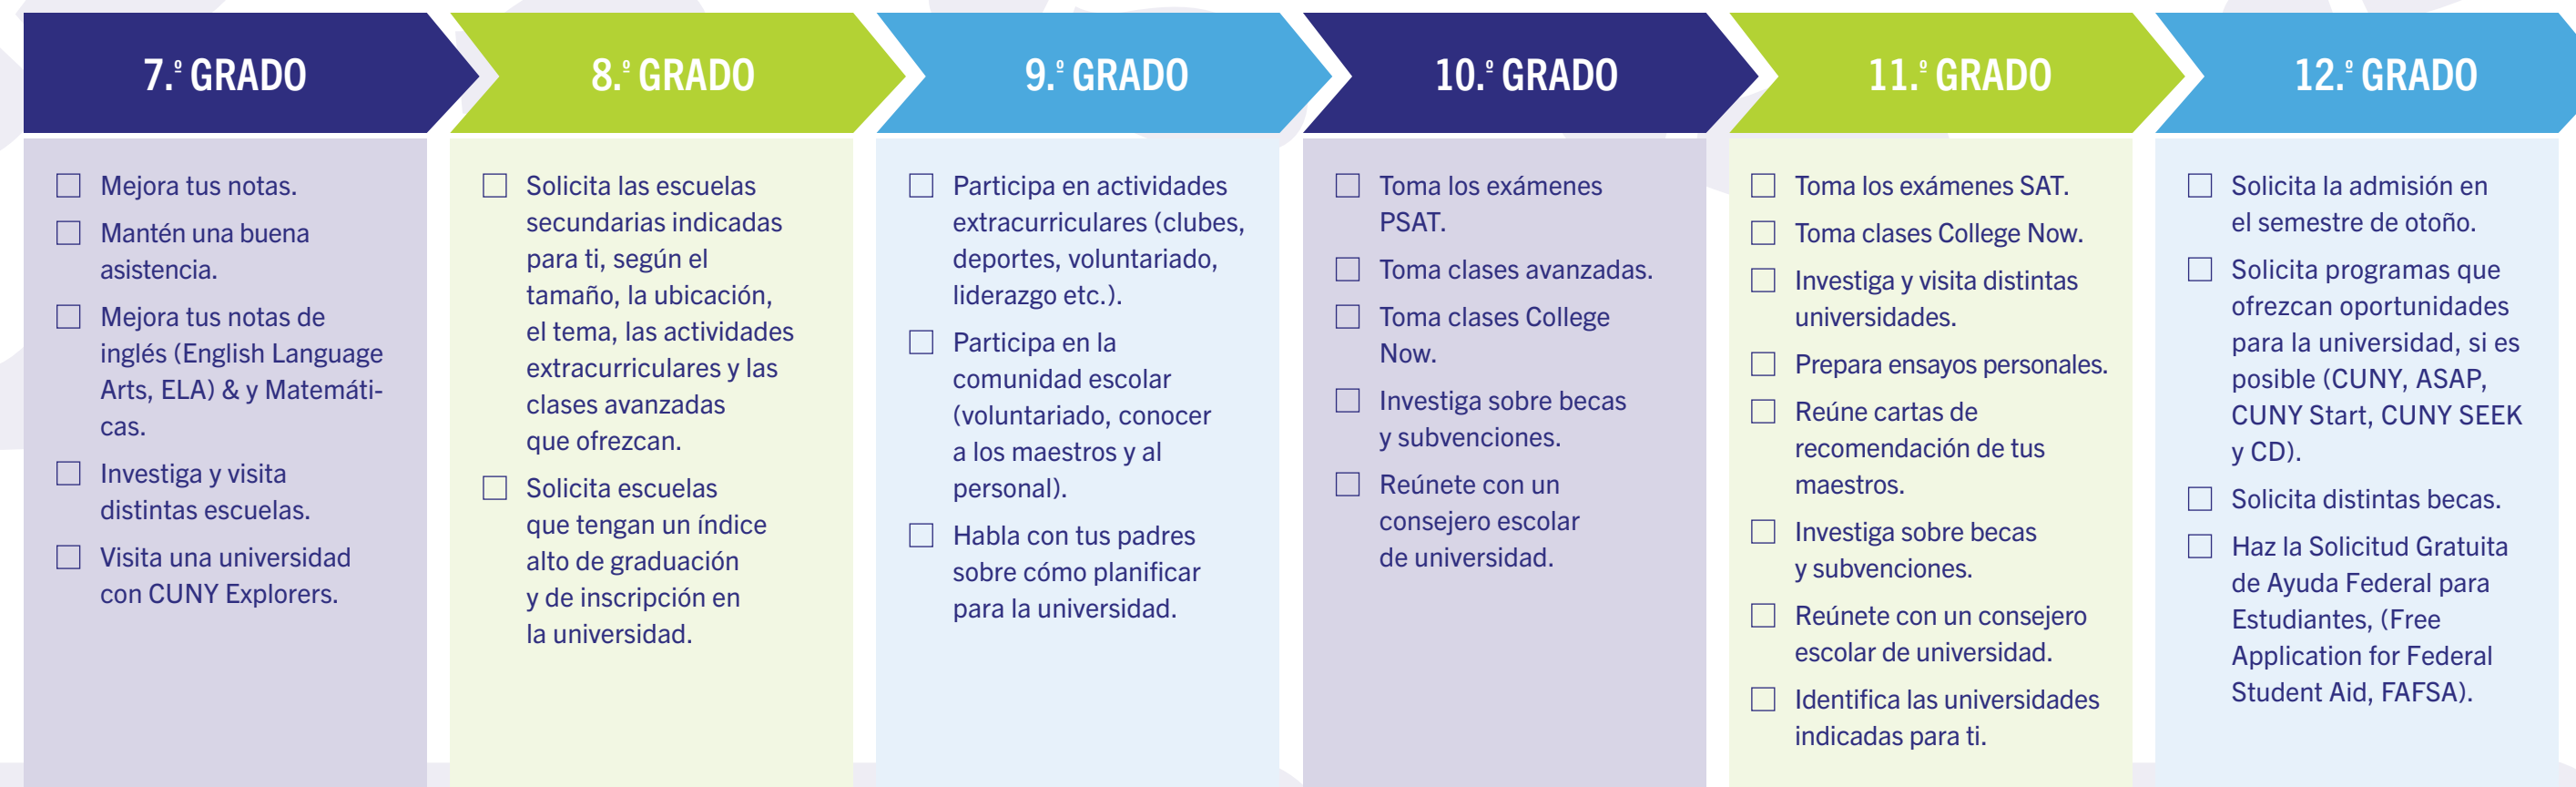 7.º GRADO
Mejora tus notas.
Mantén una buena
asistencia.
Mejora tus notas de
inglés (English Language
Arts, ELA) & y Matemáti-
cas.
Investiga y visita
distintas escuelas.
Visita una universidad
con CUNY Explorers.
8.º GRADO
Solicita las escuelas
secundarias indicadas
para ti, según el
tamaño, la ubicación,
el tema, las actividades
extracurriculares y las
clases avanzadas
que ofrezcan.
Solicita escuelas
que tengan un índice
alto de graduación
y de inscripción en
la universidad.
9.º GRADO
Participa en actividades
extracurriculares (clubes,
deportes, voluntariado,
liderazgo etc.).
Participa en la
comunidad escolar
(voluntariado, conocer
a los maestros y al
personal).
Habla con tus padres
sobre cómo planificar
para la universidad.
10.º GRADO
Toma los exámenes
PSAT.
Toma clases avanzadas.
Toma clases College
Now.
Investiga sobre becas
y subvenciones.
Reúnete con un
consejero escolar
de universidad.
11.º GRADO
Toma los exámenes SAT.
Toma clases College Now.
Investiga y visita distintas
universidades.
Prepara ensayos personales.
Reúne cartas de
recomendación de tus
maestros.
Investiga sobre becas
y subvenciones.
Reúnete con un consejero
escolar de universidad.
Identifica las universidades
indicadas para ti.
12.º GRADO
Solicita la admisión en
el semestre de otoño.
Solicita programas que
ofrezcan oportunidades
para la universidad, si es
posible (CUNY, ASAP,
CUNY Start, CUNY SEEK
y CD).
Solicita distintas becas.
Haz la Solicitud Gratuita
de Ayuda Federal para
Estudiantes, (Free
Application for Federal
Student Aid, FAFSA).